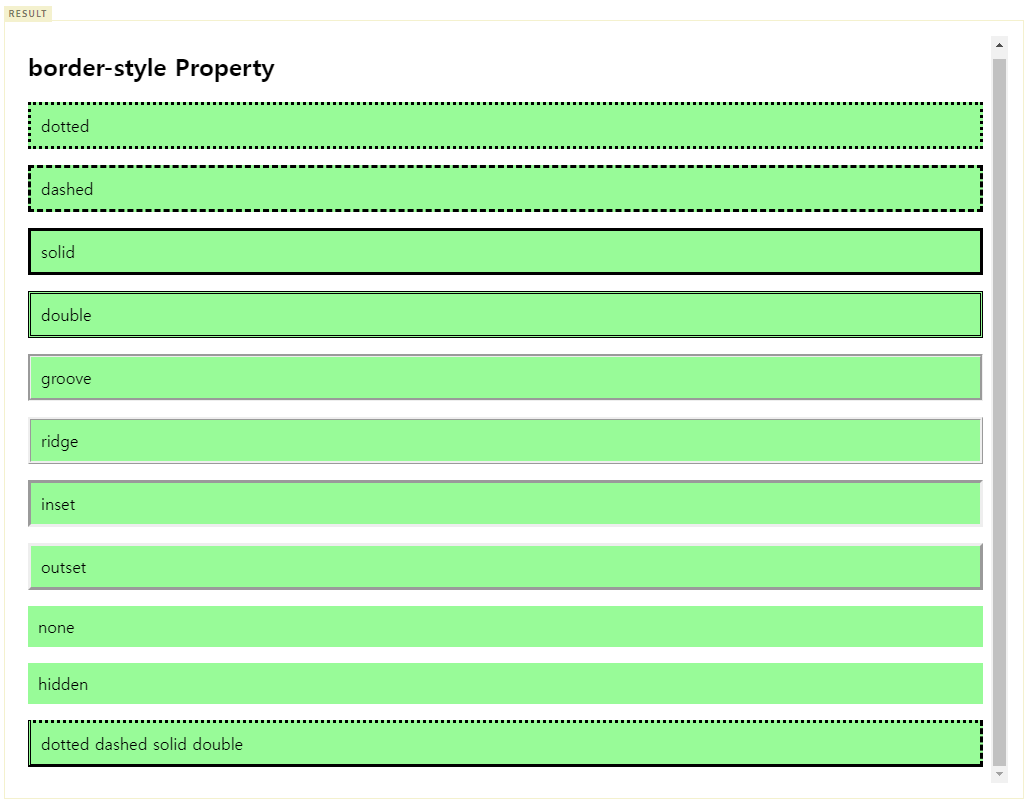 RESULT
border-style Property
dotted
dashed
solid
double
groove
ridge
inset
outset
none
hidden
dotted dashed solid double